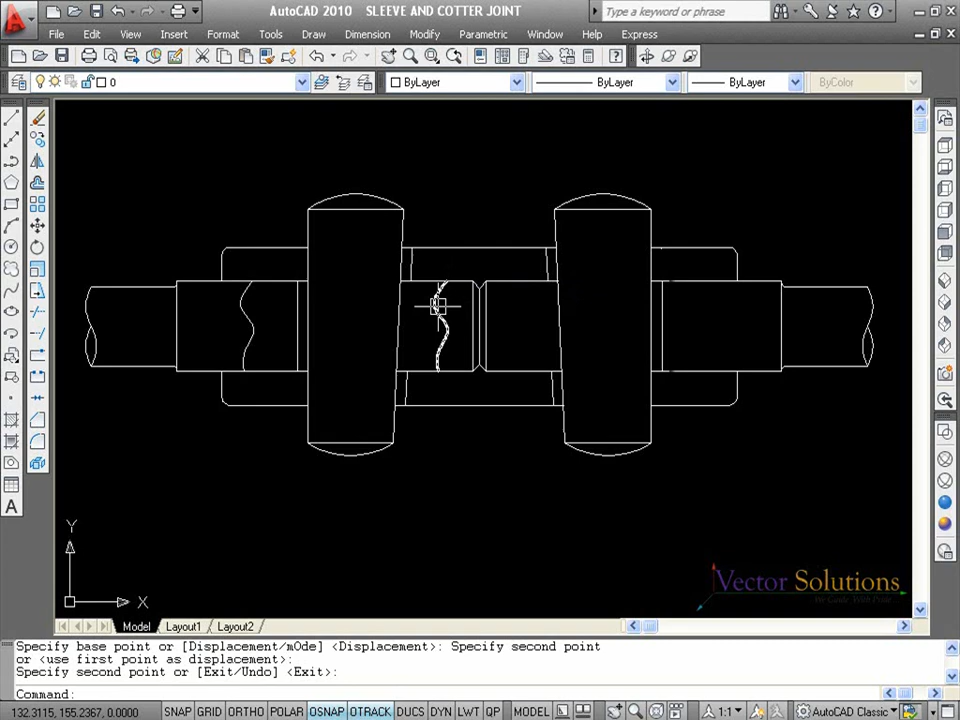 AutoCAD 2010 SLEEVE AND COTTER JOINT
Type a keyword or phrase
File Edit View Insert Format Tools Draw Dimension Modify Parametric Window Help Express
0 ByLayer ByLayer ByLayer ByColor
Y
X
Vector Solutions
Model Layout1 Layout2
Specify base point or [Displacement/mOde] <Displacement>: Specify second point
or <use first point as displacement>:
Specify second point or [Exit/Undo] <Exit>:
Command:
132.3115, 155.2367, 0.0000 SNAP GRID ORTHO POLAR OSNAP OTRACK DUCS DYN LWT QP MODEL 1:1 AutoCAD Classic